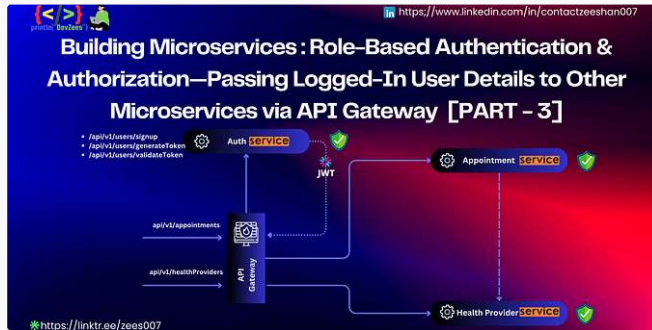 {</>}
println("DevZees")
in https://www.linkedin.com/in/contactzeeshan007
Building Microservices : Role-Based Authentication &
Authorization—Passing Logged-In User Details to Other
Microservices via API Gateway [PART - 3]
• /api/v1/users/signup
• /api/v1/users/generateToken
• /api/v1/users/validateToken
Auth service
JWT
Appointment service
api/v1/appointments
api/v1/healthProviders
API
Gateway
Health Provider service
https://linktr.ee/zees007